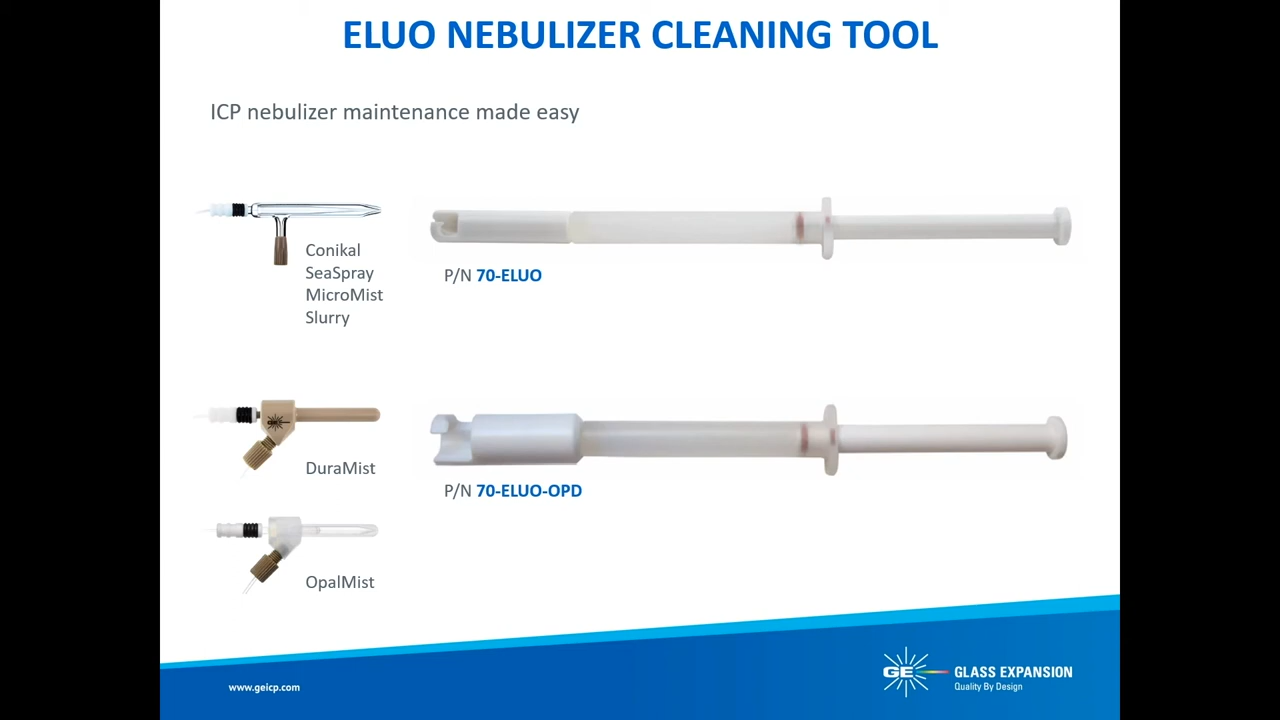 ELUO NEBULIZER CLEANING TOOL
ICP nebulizer maintenance made easy
Conikal
SeaSpray
MicroMist
Slurry
P/N 70-ELUO
DuraMist
P/N 70-ELUO-OPD
OpalMist
www.geicp.com
GE
GLASS EXPANSION
Quality By Design